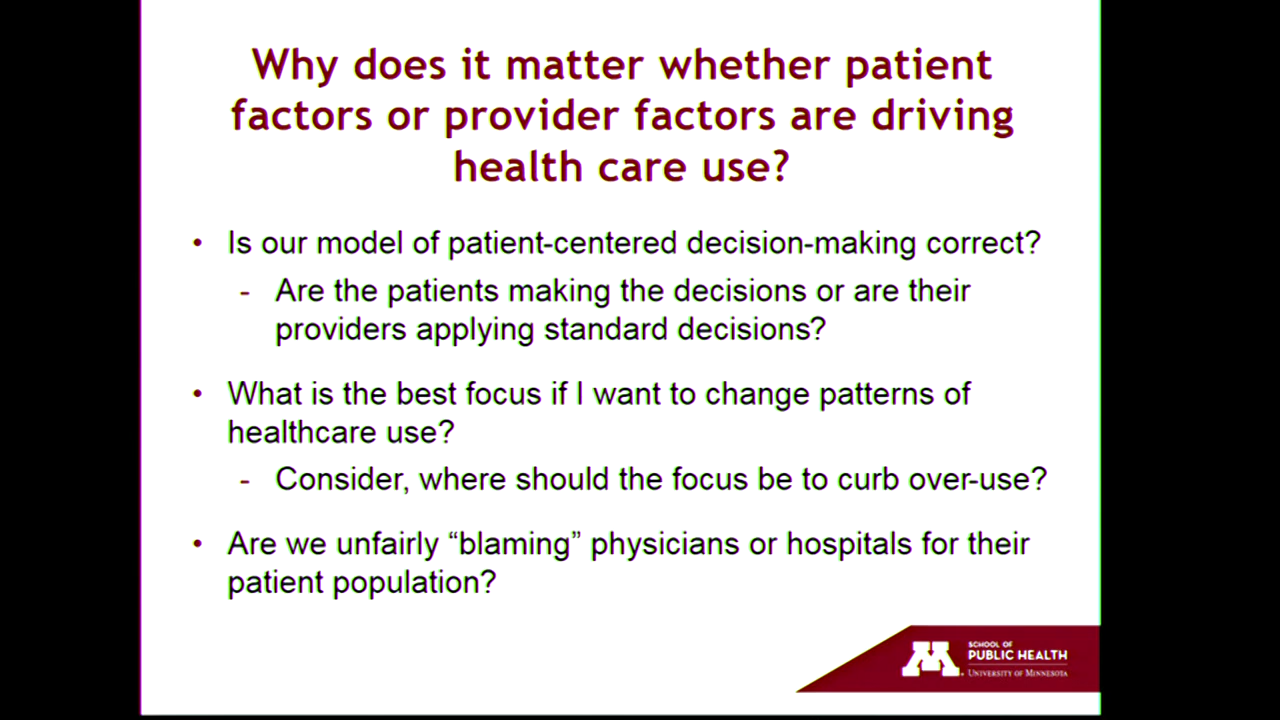 Why does it matter whether patient
factors or provider factors are driving
health care use?
• Is our model of patient-centered decision-making correct?
- Are the patients making the decisions or are their
providers applying standard decisions?
• What is the best focus if I want to change patterns of
healthcare use?
- Consider, where should the focus be to curb over-use?
• Are we unfairly “blaming” physicians or hospitals for their
patient population?
M
SCHOOL OF
PUBLIC HEALTH
UNIVERSITY OF MINNESOTA